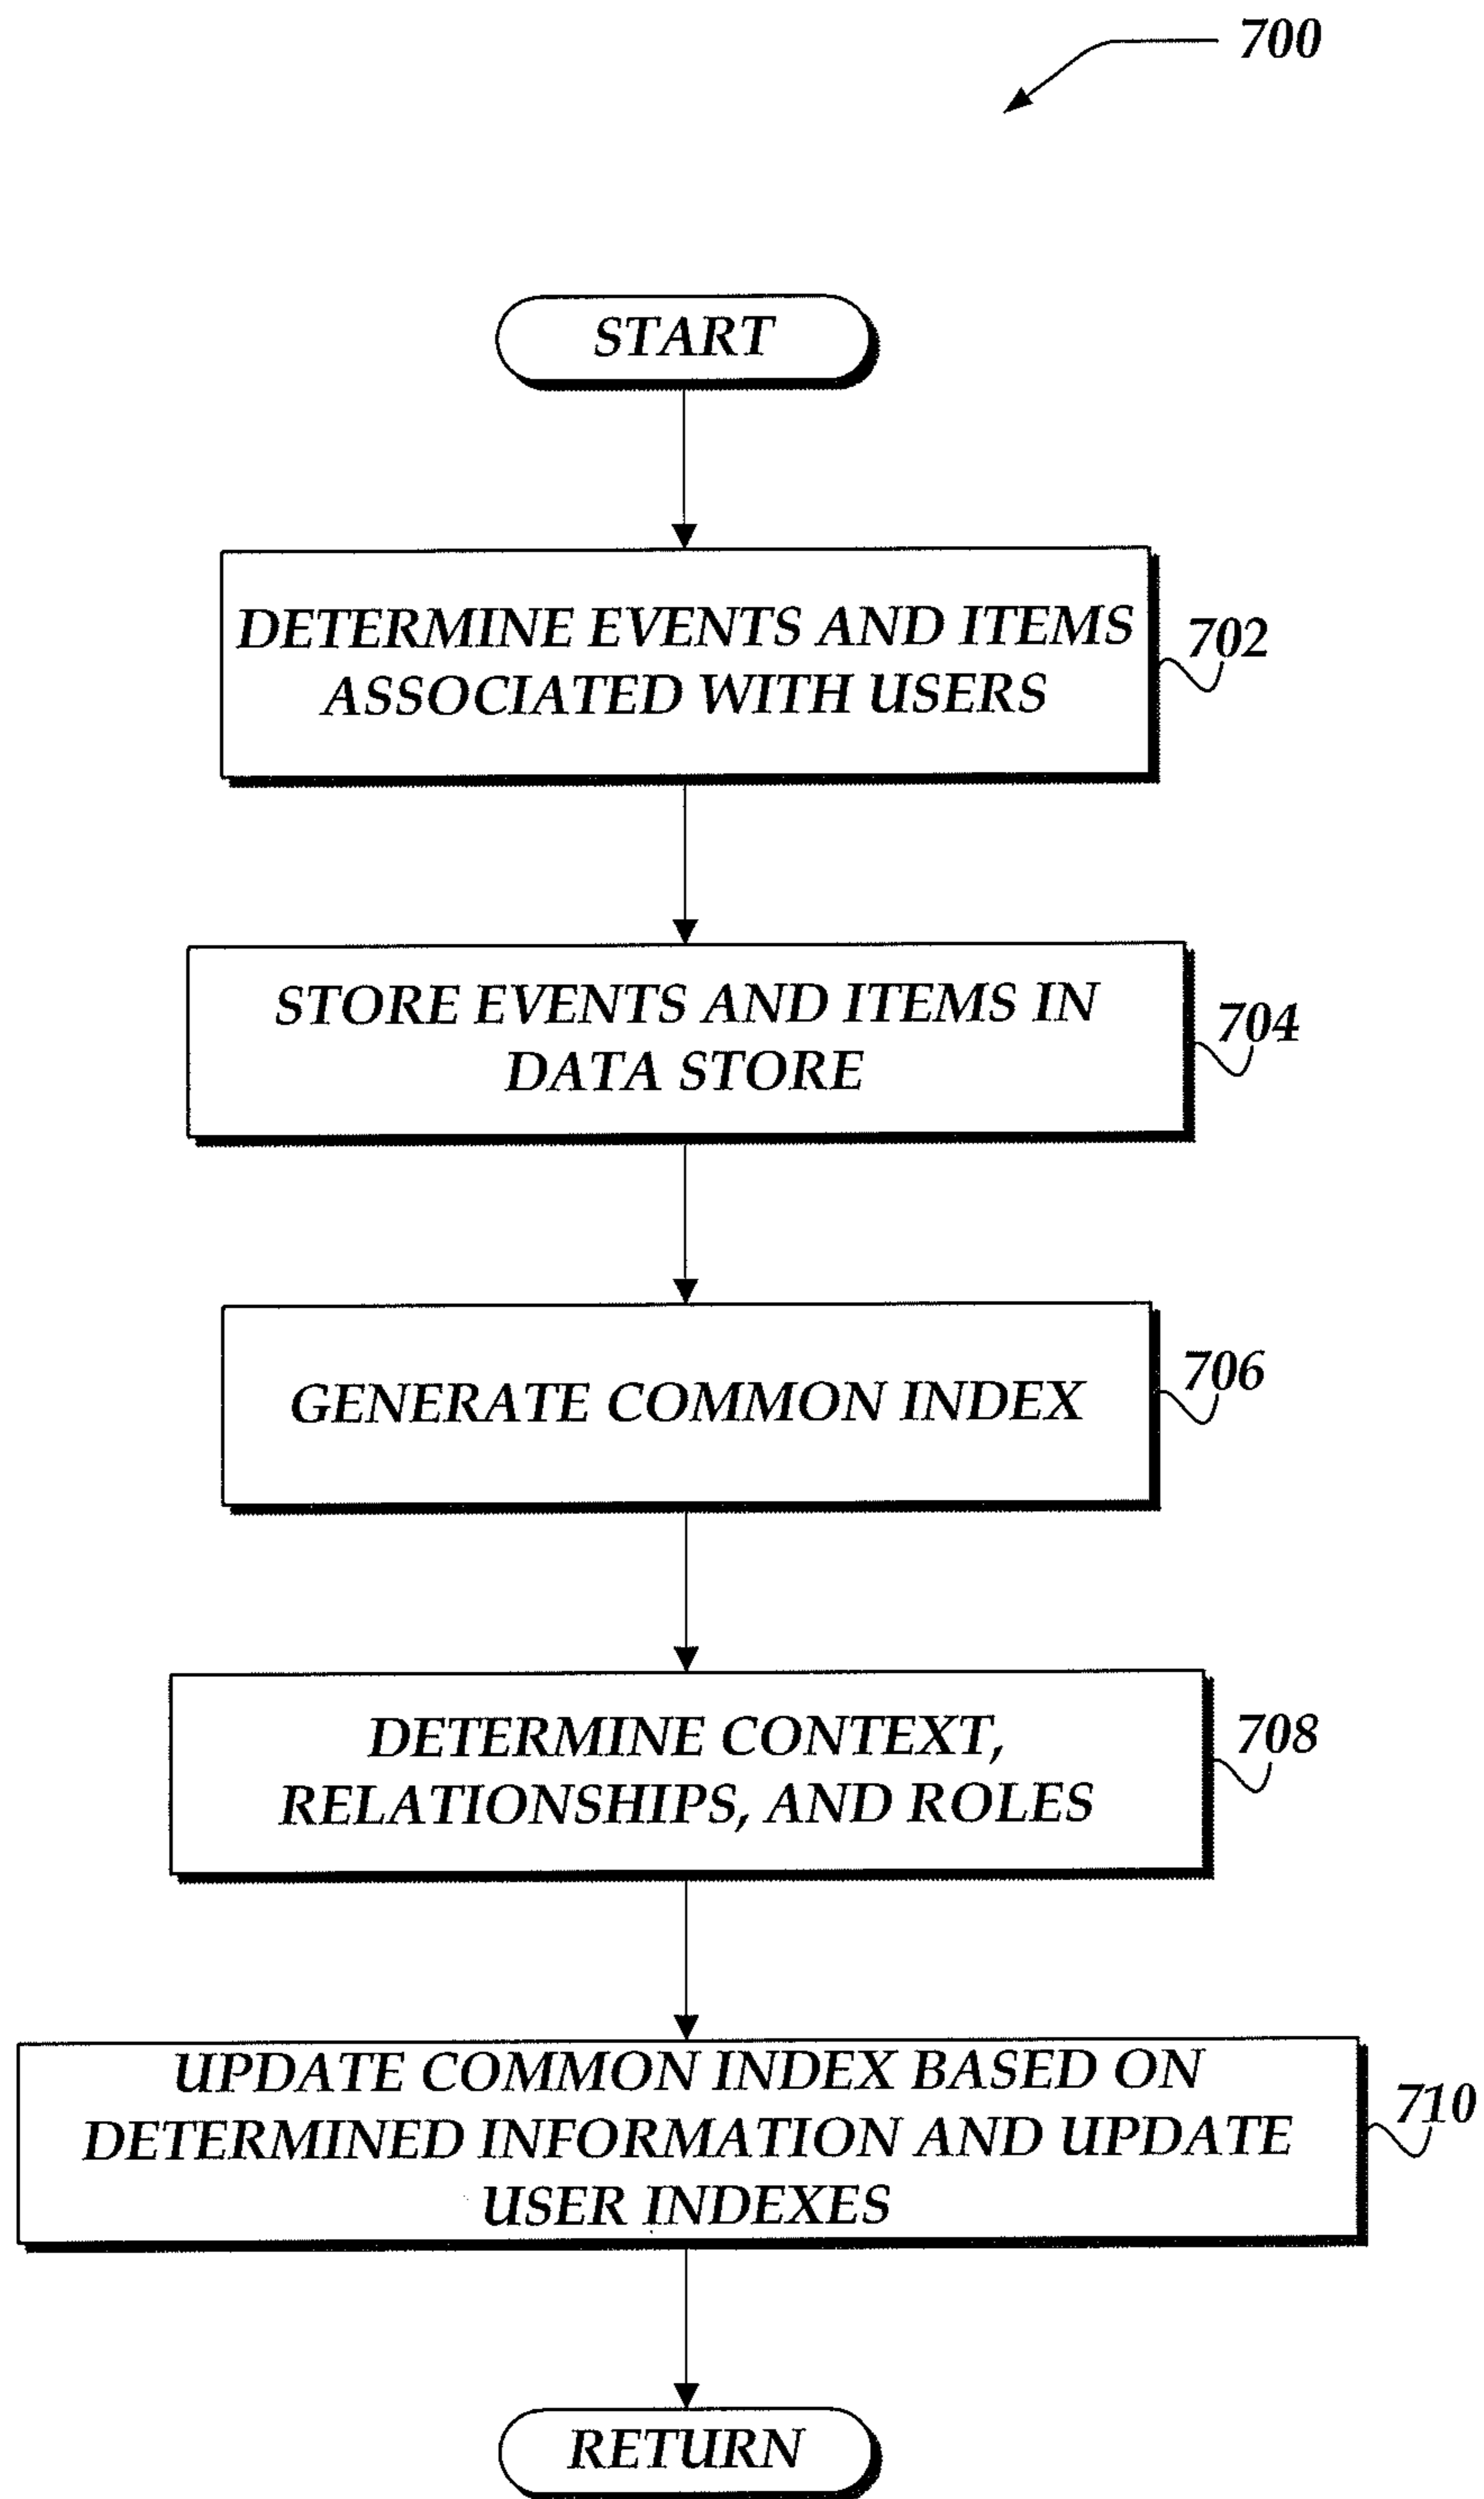 700
START
DETERMINE EVENTS AND ITEMS
ASSOCIATED WITH USERS
702
STORE EVENTS AND ITEMS IN
DATA STORE
704
GENERATE COMMON INDEX
706
DETERMINE CONTEXT,
RELATIONSHIPS, AND ROLES
708
UPDATE COMMON INDEX BASED ON
DETERMINED INFORMATION AND UPDATE
USER INDEXES
710
RETURN